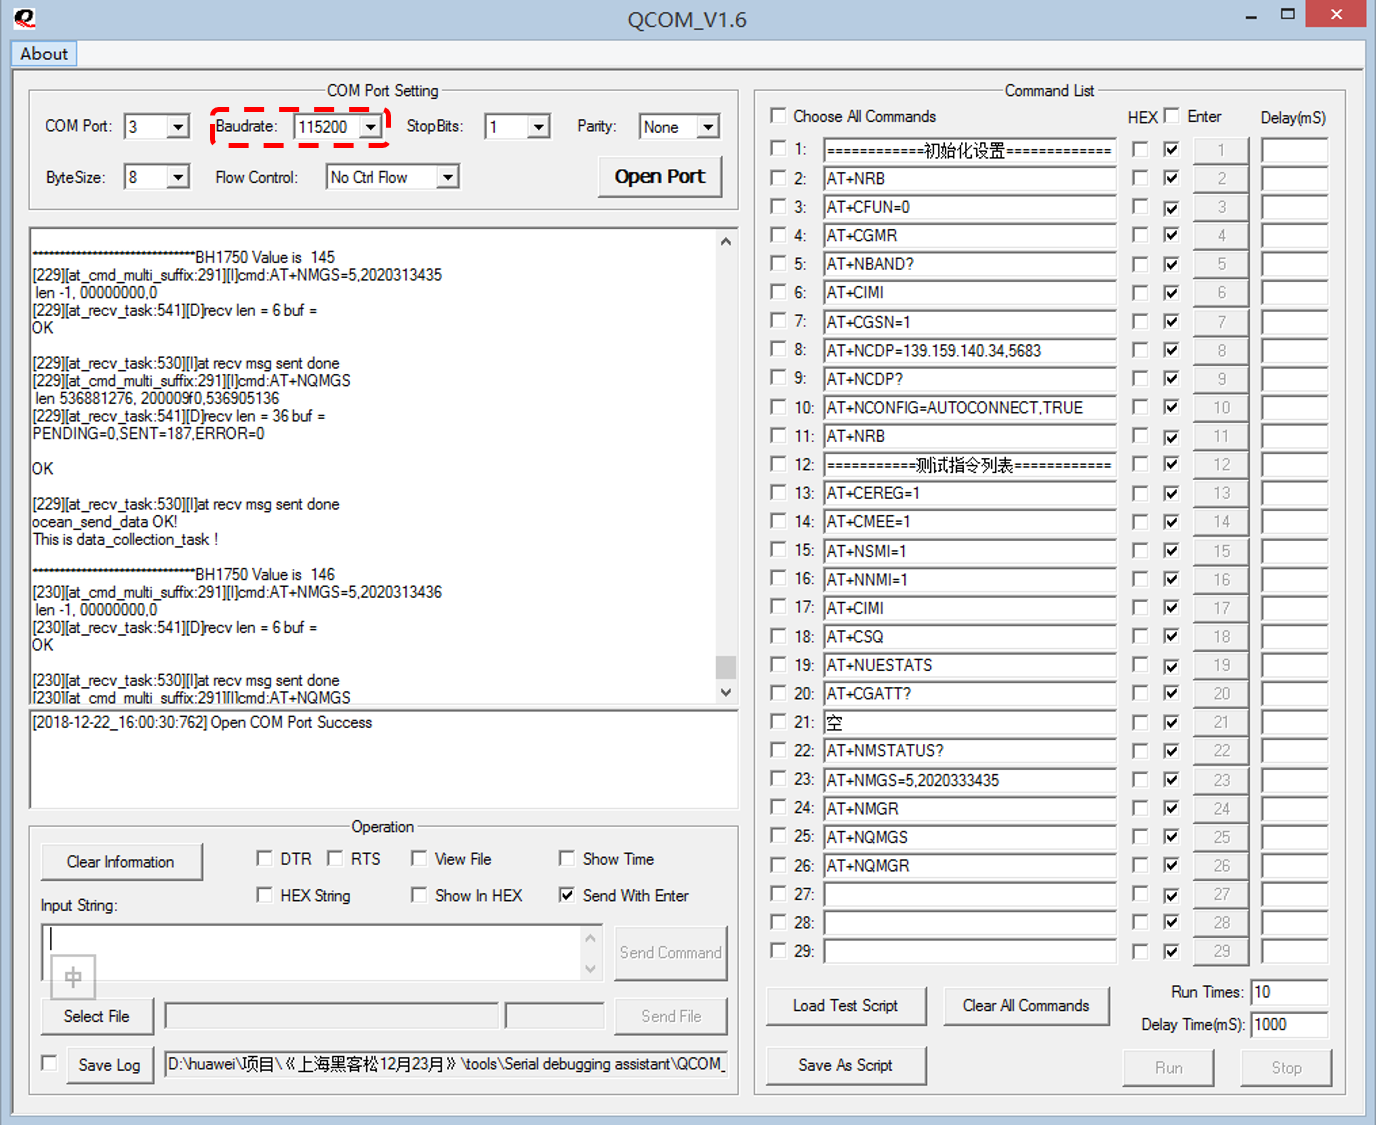 QCOM_V1.6
About
COM Port Setting
COM Port: 3 Baudrate: 115200 StopBits: 1 Parity: None
ByteSize: 8 Flow Control: No Ctrl Flow Open Port
******************************BH1750 Value is 145
[229][at_cmd_multi_suffix:291][I]cmd:AT+NMGS=5,2020313435
len -1, 00000000,0
[229][at_recv_task:541][D]recv len = 6 buf =
OK
[229][at_recv_task:530][I]at recv msg sent done
[229][at_cmd_multi_suffix:291][I]cmd:AT+NQMGS
len 536881276, 200009f0,536905136
[229][at_recv_task:541][D]recv len = 36 buf =
PENDING=0,SENT=187,ERROR=0
OK
[229][at_recv_task:530][I]at recv msg sent done
ocean_send_data OK!
This is data_collection_task !
******************************BH1750 Value is 146
[230][at_cmd_multi_suffix:291][I]cmd:AT+NMGS=5,2020313436
len -1, 00000000,0
[230][at_recv_task:541][D]recv len = 6 buf =
OK
[230][at_recv_task:530][I]at recv msg sent done
[230][at_cmd_multi_suffix:291][I]cmd:AT+NQMGS
[2018-12-22_16:00:30:762] Open COM Port Success
Operation
Clear Information DTR RTS View File Show Time
HEX String Show In HEX Send With Enter
Input String:
中
Send Command
Select File Send File
Save Log D:\huawei\项目\《上海黑客松12月23月》\tools\Serial debugging assistant\QCOM_
Command List
Choose All Commands HEX Enter Delay(mS)
1: ============初始化设置============= 1
2: AT+NRB 2
3: AT+CFUN=0 3
4: AT+CGMR 4
5: AT+NBAND? 5
6: AT+CIMI 6
7: AT+CGSN=1 7
8: AT+NCDP=139.159.140.34,5683 8
9: AT+NCDP? 9
10: AT+NCONFIG=AUTOCONNECT,TRUE 10
11: AT+NRB 11
12: ===========测试指令列表============ 12
13: AT+CEREG=1 13
14: AT+CMEE=1 14
15: AT+NSMI=1 15
16: AT+NNMI=1 16
17: AT+CIMI 17
18: AT+CSQ 18
19: AT+NUESTATS 19
20: AT+CGATT? 20
21: 空 21
22: AT+NMSTATUS? 22
23: AT+NMGS=5,2020333435 23
24: AT+NMGR 24
25: AT+NQMGS 25
26: AT+NQMGR 26
27: 27
28: 28
29: 29
Load Test Script Clear All Commands Run Times: 10
Delay Time(mS): 1000
Save As Script Run Stop